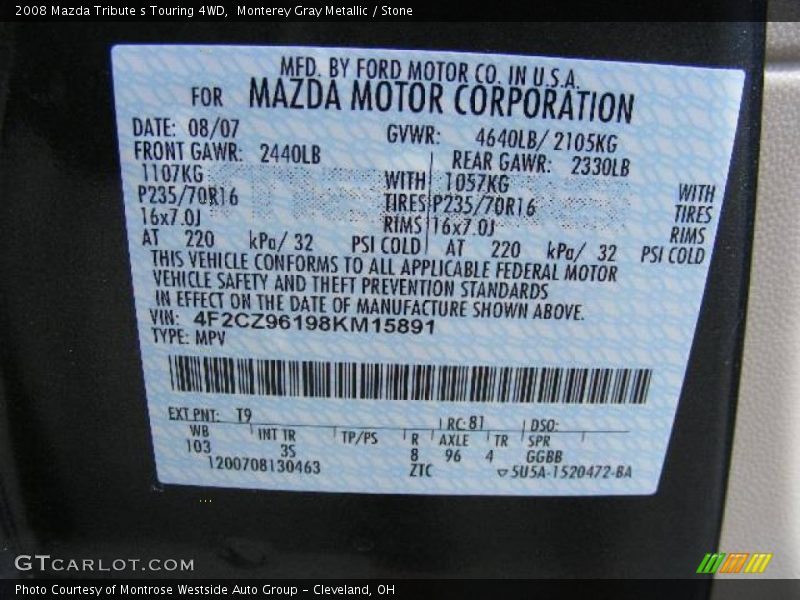 2008 Mazda Tribute s Touring 4WD,  Monterey Gray Metallic / Stone
MFD. BY FORD MOTOR CO. IN U.S.A.
FOR MAZDA MOTOR CORPORATION
DATE: 08/07 GVWR: 4640LB/ 2105KG
FRONT GAWR: 2440LB REAR GAWR: 2330LB
1107KG WITH 1057KG WITH
P235/70R16 TIRES P235/70R16 TIRES
16x7.0J RIMS 16x7.0J RIMS
AT 220 kPa/ 32 PSI COLD AT 220 kPa/ 32 PSI COLD
THIS VEHICLE CONFORMS TO ALL APPLICABLE FEDERAL MOTOR
VEHICLE SAFETY AND THEFT PREVENTION STANDARDS
IN EFFECT ON THE DATE OF MANUFACTURE SHOWN ABOVE.
VIN: 4F2CZ96198KM15891
TYPE: MPV
EXT PNT: T9 RC: 81 DSO:
WB INT TR TP/PS R AXLE TR SPR
103 3S 8 96 4 GGBB
1200708130463 ZTC 5U5A-1520472-BA
GTCARLOT.COM
Photo Courtesy of Montrose Westside Auto Group - Cleveland, OH